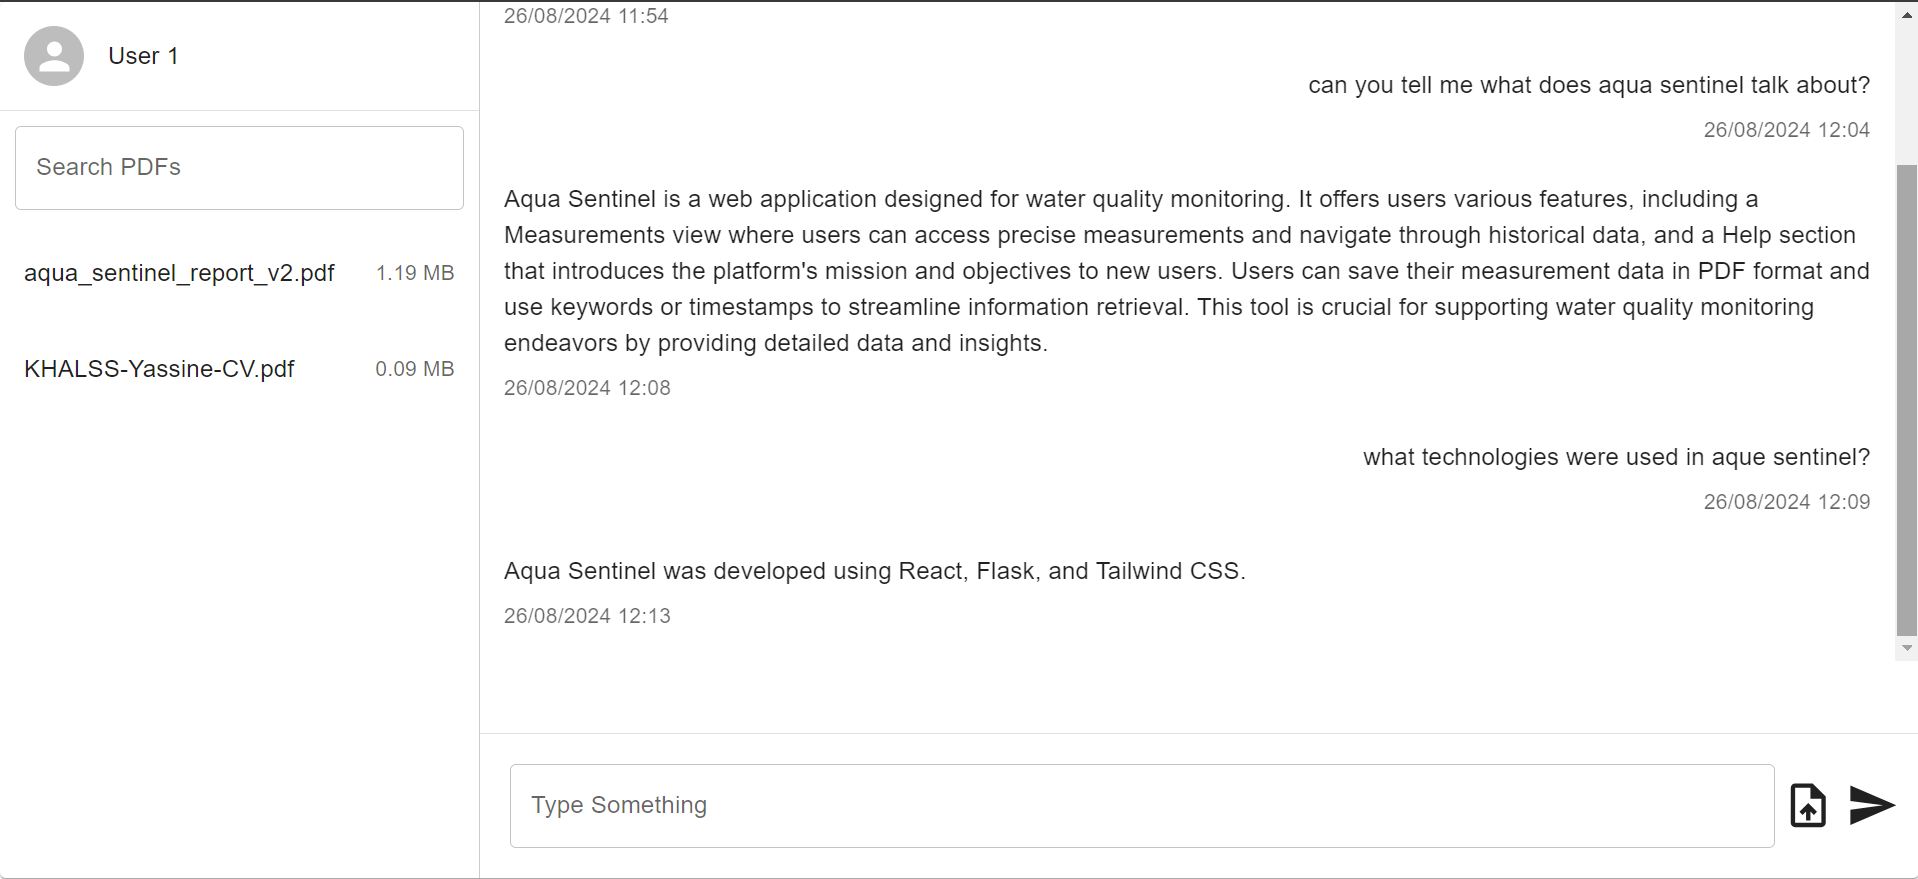 User 1
Search PDFs
aqua_sentinel_report_v2.pdf 1.19 MB
KHALSS-Yassine-CV.pdf 0.09 MB
26/08/2024 11:54
can you tell me what does aqua sentinel talk about?
26/08/2024 12:04
Aqua Sentinel is a web application designed for water quality monitoring. It offers users various features, including a
Measurements view where users can access precise measurements and navigate through historical data, and a Help section
that introduces the platform's mission and objectives to new users. Users can save their measurement data in PDF format and
use keywords or timestamps to streamline information retrieval. This tool is crucial for supporting water quality monitoring
endeavors by providing detailed data and insights.
26/08/2024 12:08
what technologies were used in aque sentinel?
26/08/2024 12:09
Aqua Sentinel was developed using React, Flask, and Tailwind CSS.
26/08/2024 12:13
Type Something